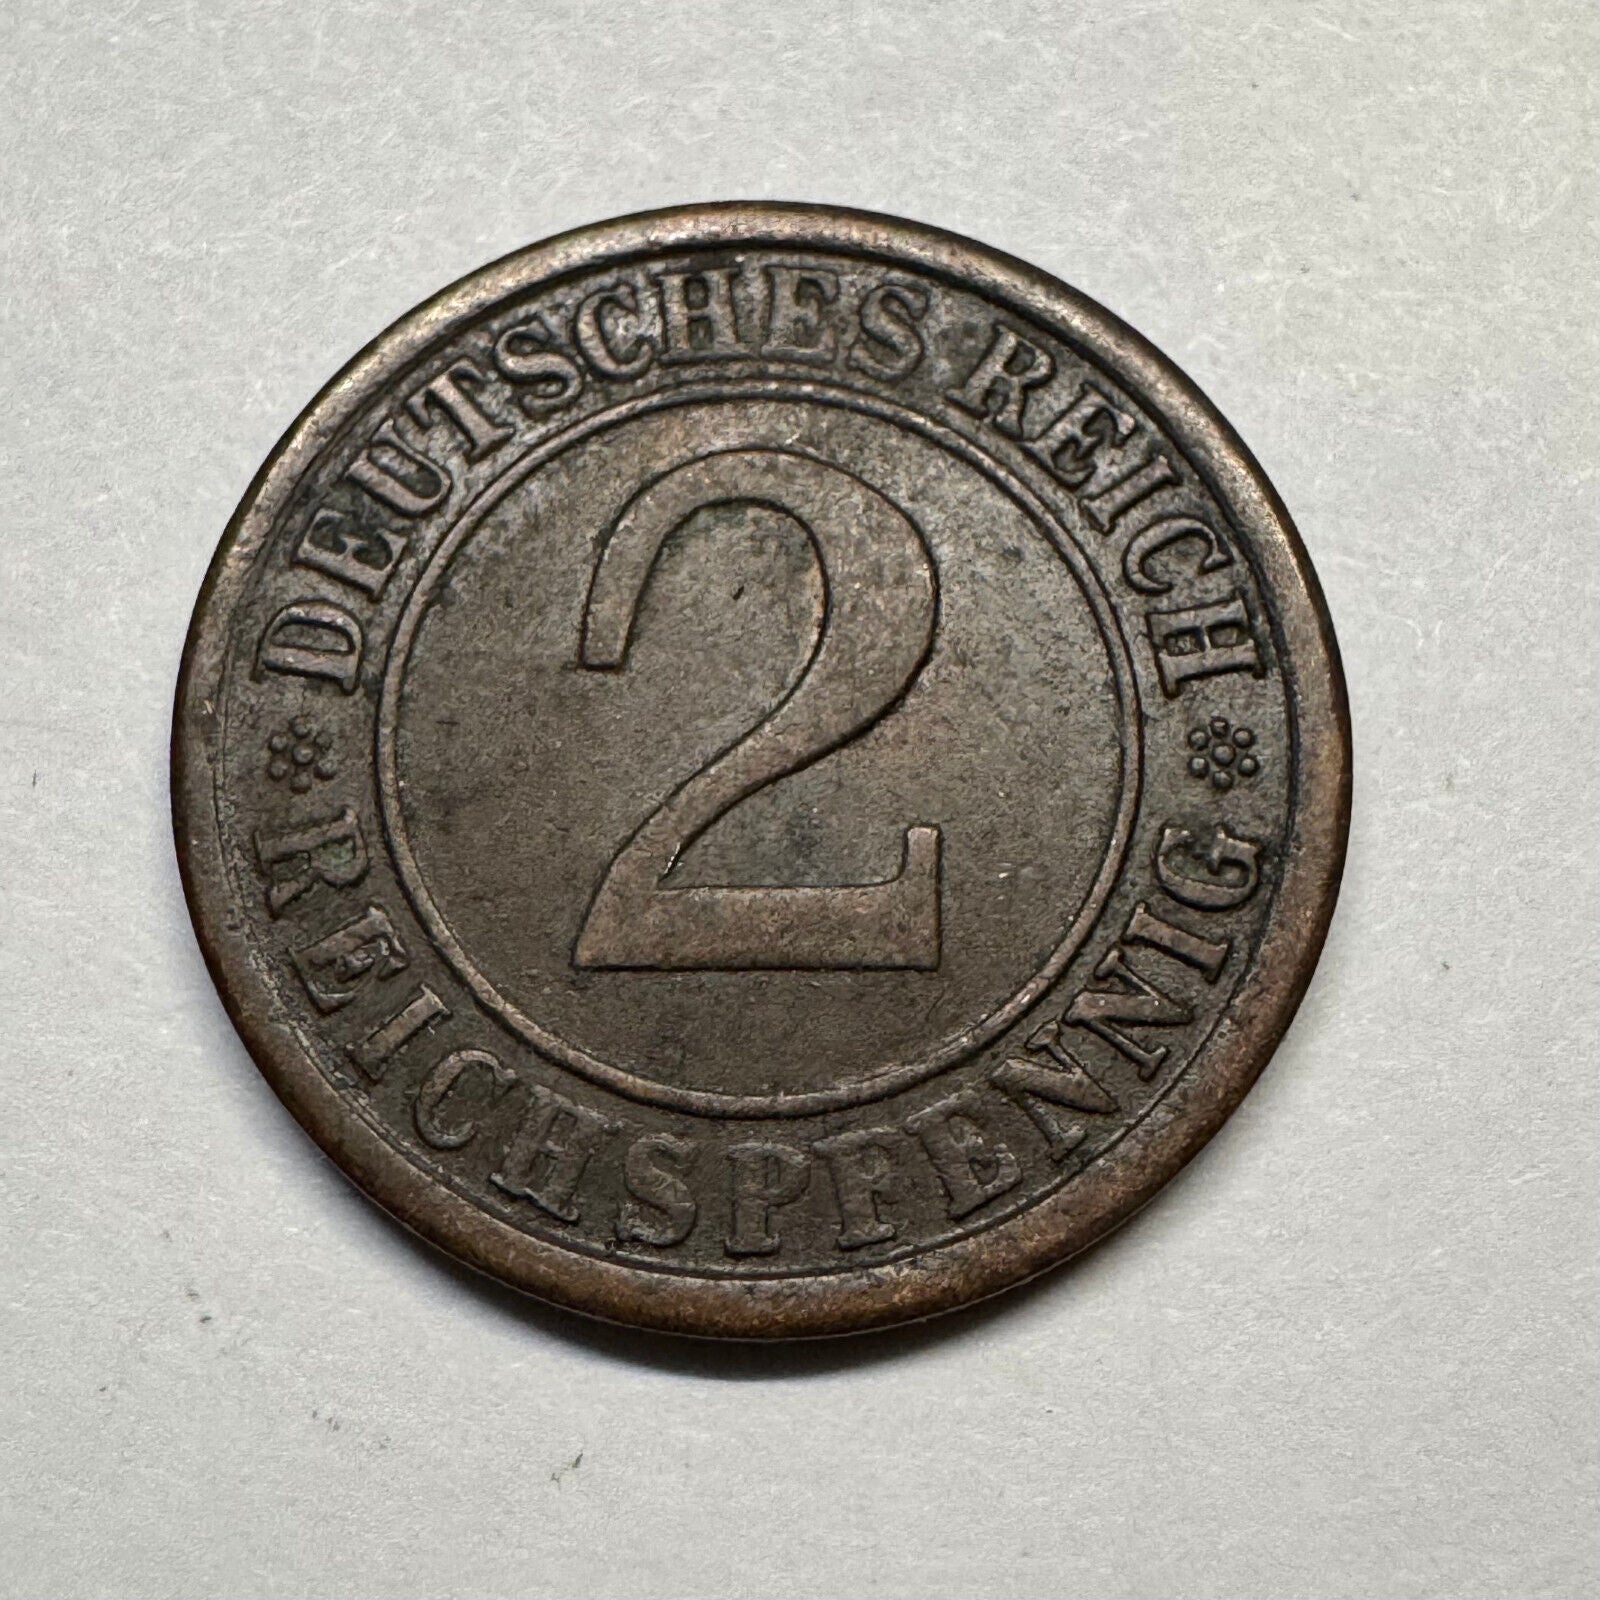 DEUTSCHES REICH
2
REICHSPFENNIG